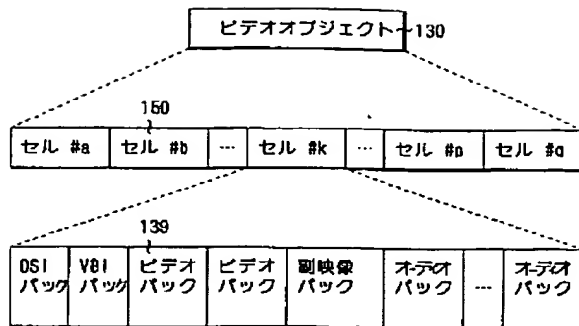 ビデオオブジェクト 130
150
セル #a セル #b … セル #k … セル #p セル #q
139
DSI VBI ビデオ ビデオ 副映像 オーディオ オーディオ
パック パック パック パック パック パック … パック